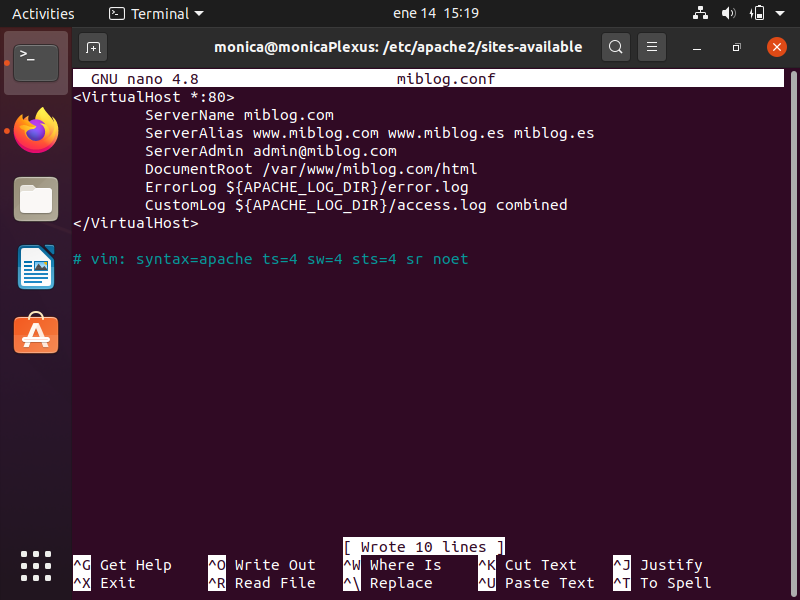 Activities Terminal ene 14 15:19
monica@monicaPlexus: /etc/apache2/sites-available
GNU nano 4.8 miblog.conf
<VirtualHost *:80>
ServerName miblog.com
ServerAlias www.miblog.com www.miblog.es miblog.es
ServerAdmin admin@miblog.com
DocumentRoot /var/www/miblog.com/html
ErrorLog ${APACHE_LOG_DIR}/error.log
CustomLog ${APACHE_LOG_DIR}/access.log combined
</VirtualHost>
# vim: syntax=apache ts=4 sw=4 sts=4 sr noet
[ Wrote 10 lines ]
^G Get Help ^O Write Out ^W Where Is ^K Cut Text ^J Justify
^X Exit ^R Read File ^\ Replace ^U Paste Text ^T To Spell